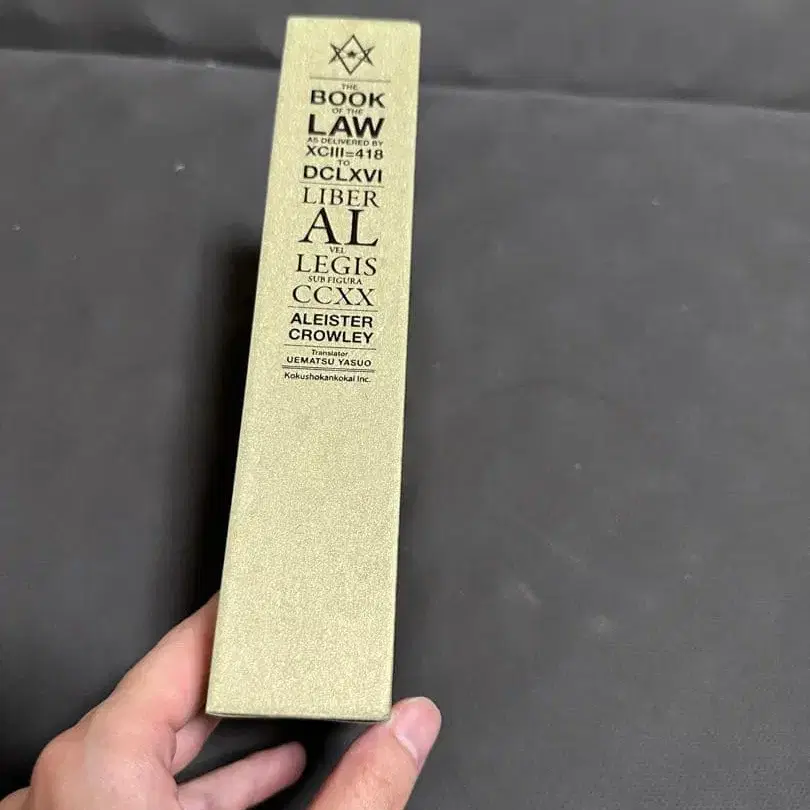 THE
BOOK
OF THE
LAW
AS DELIVERED BY
XCIII=418
TO
DCLXVI
LIBER
AL
VEL
LEGIS
SUB FIGURA
CCXX
ALEISTER
CROWLEY
Translator
UEMATSU YASUO
Kokushokankokai Inc.